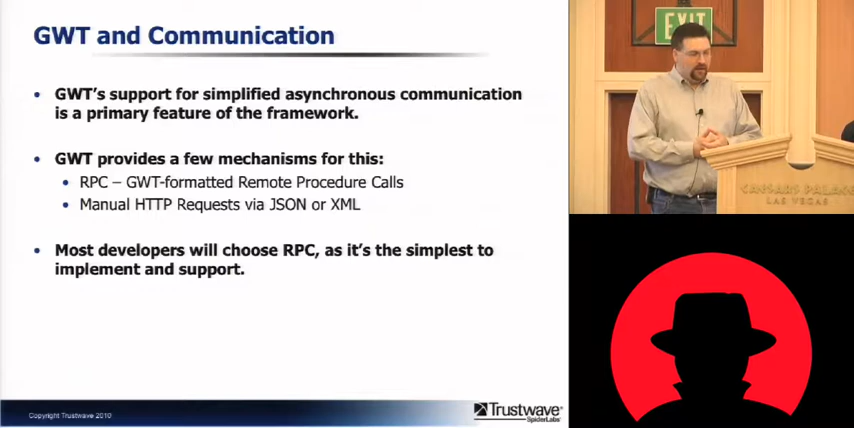 GWT and Communication
• GWT's support for simplified asynchronous communication
is a primary feature of the framework.
• GWT provides a few mechanisms for this:
• RPC – GWT-formatted Remote Procedure Calls
• Manual HTTP Requests via JSON or XML
• Most developers will choose RPC, as it's the simplest to
implement and support.
Copyright Trustwave 2010
Trustwave®
SpiderLabs®
EXIT
CAESARS PALACE
LAS VEGAS